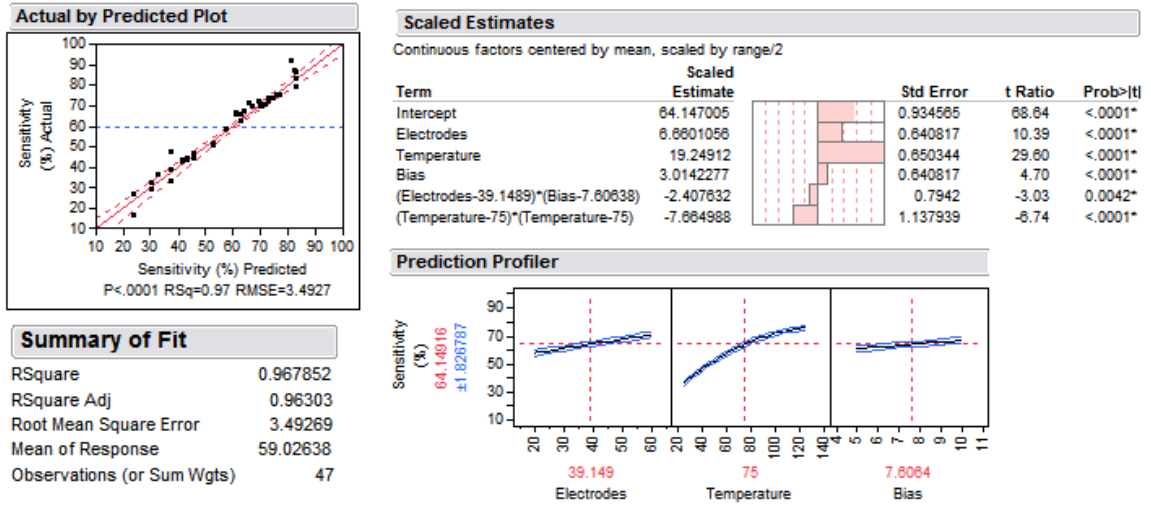 Actual by Predicted Plot
100
90
80
70
60
50
40
30
20
10
Sensitivity
(%) Actual
10 20 30 40 50 60 70 80 90 100
Sensitivity (%) Predicted
P<.0001 RSq=0.97 RMSE=3.4927
Summary of Fit
RSquare 0.967852
RSquare Adj 0.96303
Root Mean Square Error 3.49269
Mean of Response 59.02638
Observations (or Sum Wgts) 47
Scaled Estimates
Continuous factors centered by mean, scaled by range/2
Scaled
Term Estimate Std Error t Ratio Prob>|t|
Intercept 64.147005 0.934565 68.64 <.0001*
Electrodes 6.6601056 0.640817 10.39 <.0001*
Temperature 19.24912 0.650344 29.60 <.0001*
Bias 3.0142277 0.640817 4.70 <.0001*
(Electrodes-39.1489)*(Bias-7.60638) -2.407632 0.7942 -3.03 0.0042*
(Temperature-75)*(Temperature-75) -7.664988 1.137939 -6.74 <.0001*
Prediction Profiler
Sensitivity
(%)
64.14916
±1.826787
90
70
50
30
10
20 30 40 50 60
20 40 60 80 100 120 140
4 5 6 7 8 9 10 11
39.149 75 7.6064
Electrodes Temperature Bias